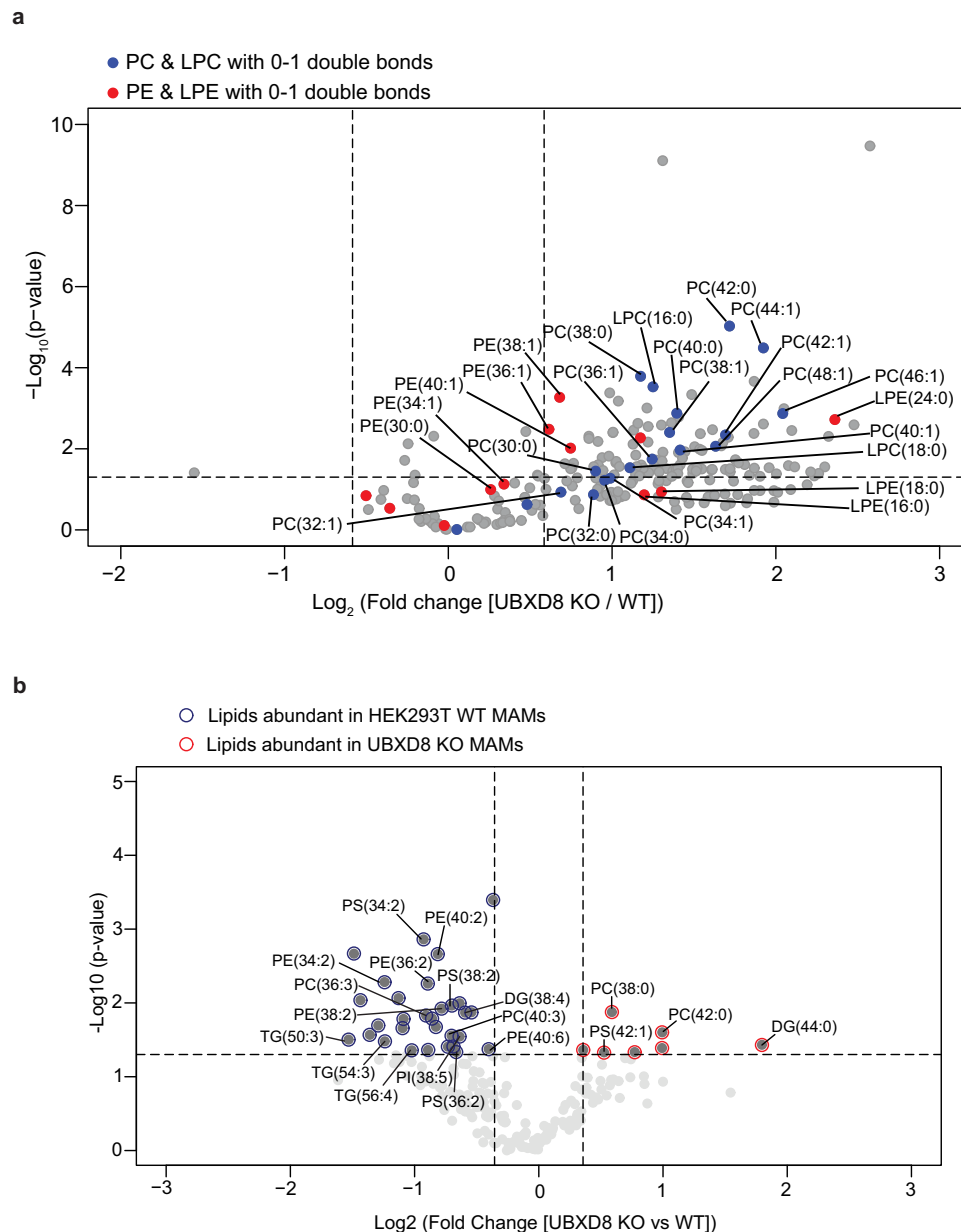 a
PC & LPC with 0-1 double bonds
PE & LPE with 0-1 double bonds
10
8
6
4
2
0
−Log10(p−value)
PC(42:0)
PC(44:1)
LPC(16:0)
PC(38:0)
PE(38:1)
PC(40:0)
PC(42:1)
PC(38:1)
PE(36:1)
PC(36:1)
PC(48:1)
PE(40:1)
PC(46:1)
PE(34:1)
LPE(24:0)
PE(30:0)
PC(30:0)
PC(40:1)
LPC(18:0)
LPE(18:0)
LPE(16:0)
PC(32:1)
PC(34:1)
PC(32:0)
PC(34:0)
−2
−1
0
1
2
3
Log2 (Fold change [UBXD8 KO / WT])
b
Lipids abundant in HEK293T WT MAMs
Lipids abundant in UBXD8 KO MAMs
5
4
3
2
1
0
-Log10 (p-value)
PS(34:2)
PE(40:2)
PE(34:2)
PE(36:2)
PS(38:2)
PC(36:3)
DG(38:4)
PE(38:2)
PC(40:3)
TG(50:3)
PE(40:6)
TG(54:3)
PI(38:5)
TG(56:4)
PS(36:2)
PC(38:0)
PC(42:0)
PS(42:1)
DG(44:0)
−3
−2
−1
0
1
2
3
Log2 (Fold Change [UBXD8 KO vs WT])